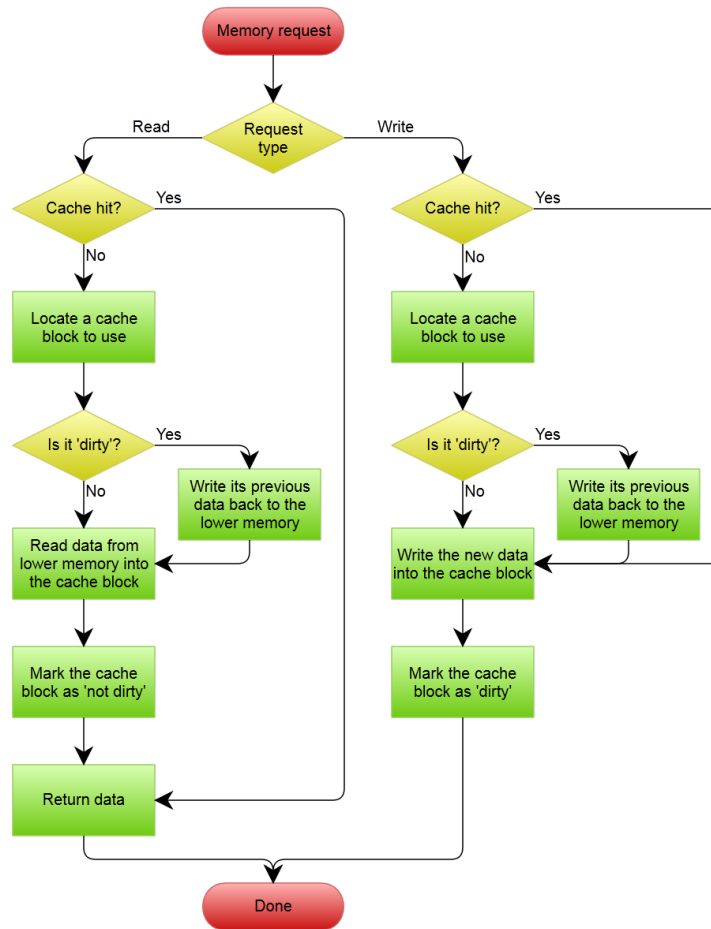 Memory request
Read
Request
type
Write
Cache hit?
Yes
No
Locate a cache
block to use
Is it 'dirty'?
Yes
No
Write its previous
data back to the
lower memory
Read data from
lower memory into
the cache block
Mark the cache
block as 'not dirty'
Return data
Cache hit?
Yes
No
Locate a cache
block to use
Is it 'dirty'?
Yes
No
Write its previous
data back to the
lower memory
Write the new data
into the cache block
Mark the cache
block as 'dirty'
Done